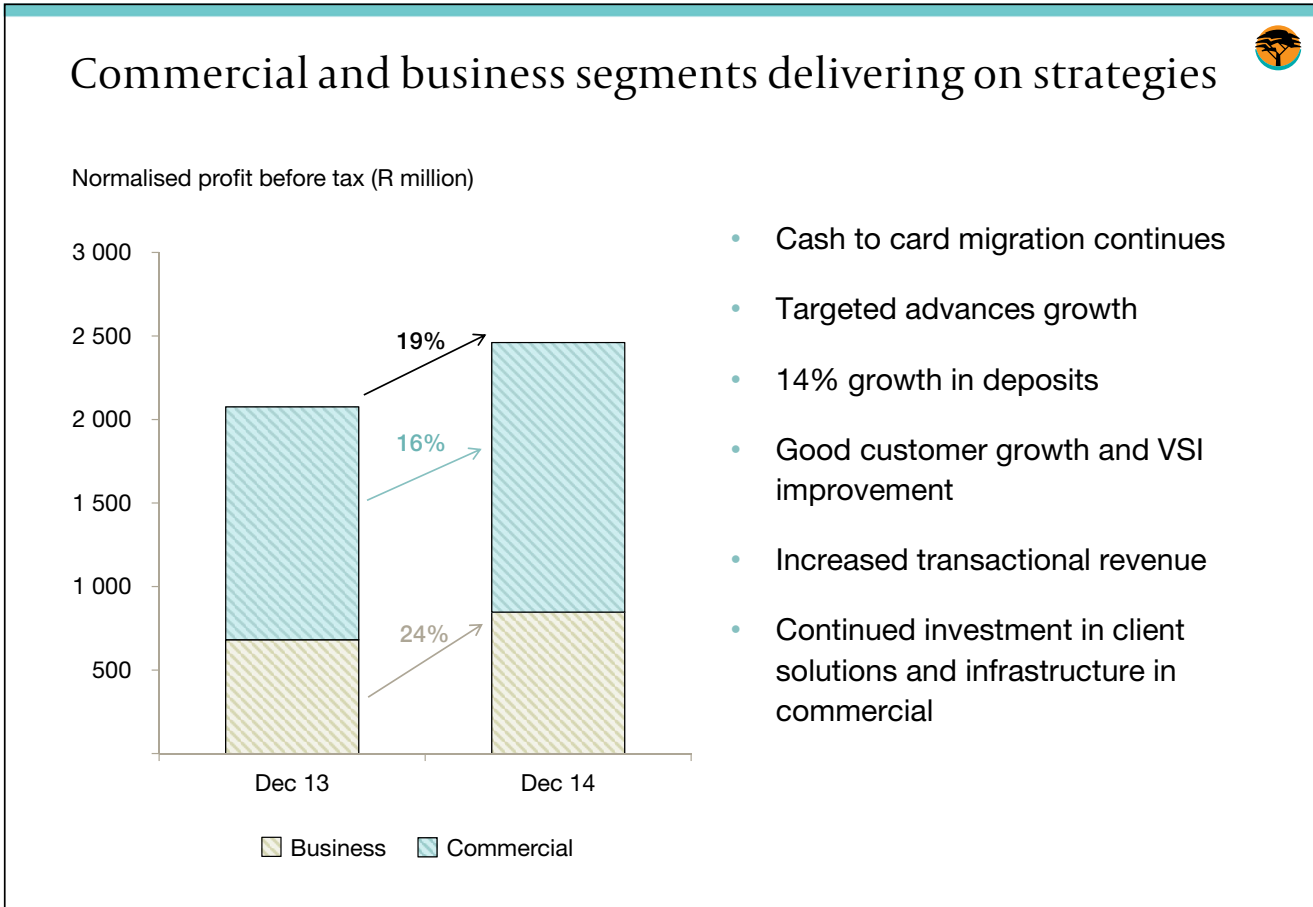 Commercial and business segments delivering on strategies
Normalised profit before tax (R million)
3 000
2 500
2 000
1 500
1 000
500
19%
16%
24%
Dec 13
Dec 14
Business
Commercial
• Cash to card migration continues
• Targeted advances growth
• 14% growth in deposits
• Good customer growth and VSI
improvement
• Increased transactional revenue
• Continued investment in client
solutions and infrastructure in
commercial